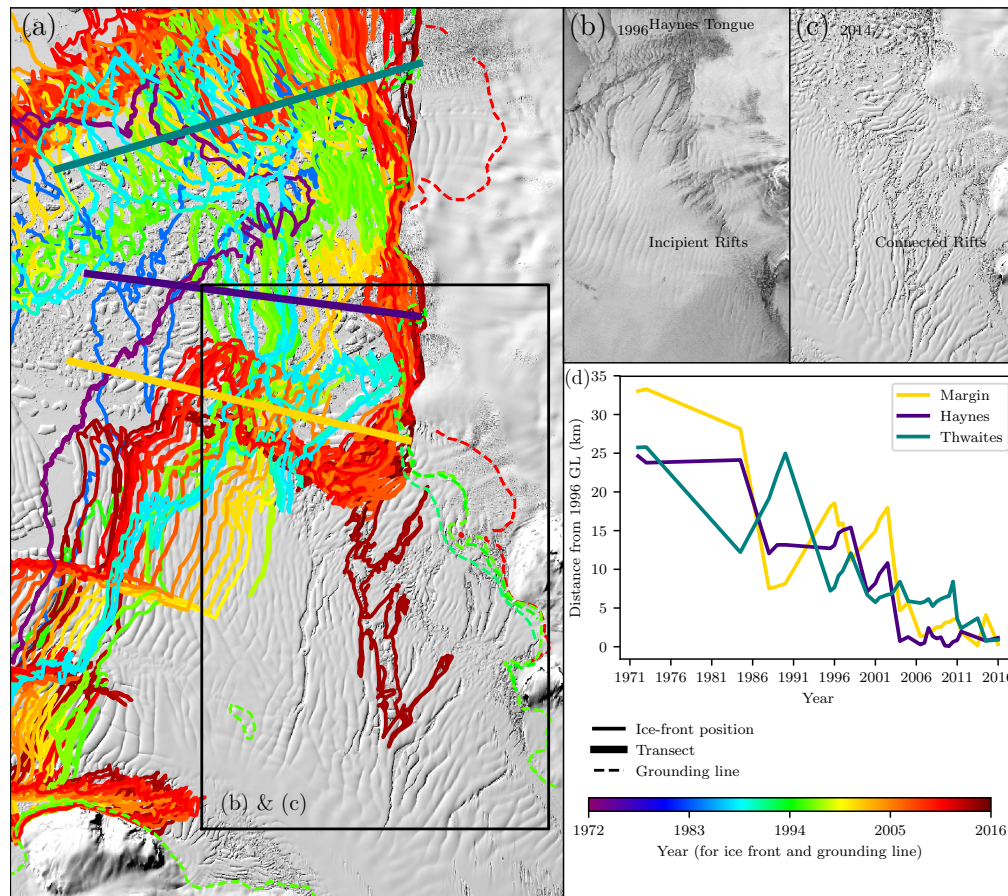 (a)
(b) & (c)
(b)
1996
Haynes Tongue
Incipient Rifts
(c)
2014
Connected Rifts
(d)
35
30
25
20
15
10
5
0
Distance from 1996 GL (km)
1971 1976 1981 1986 1991 1996 2001 2006 2011 2016
Year
Margin
Haynes
Thwaites
Ice-front position
Transect
Grounding line
1972 1983 1994 2005 2016
Year (for ice front and grounding line)